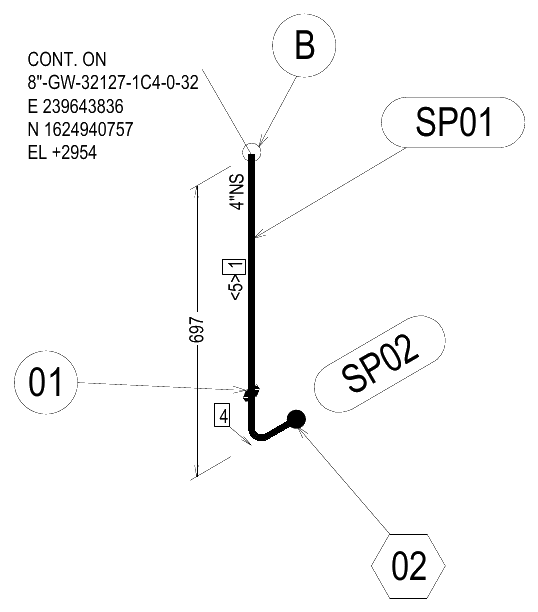 B
CONT. ON
8"-GW-32127-1C4-0-32
E 239643836
N 1624940757
EL +2954
SP01
4"NS
<5> 1
697
SP02
01
4
02